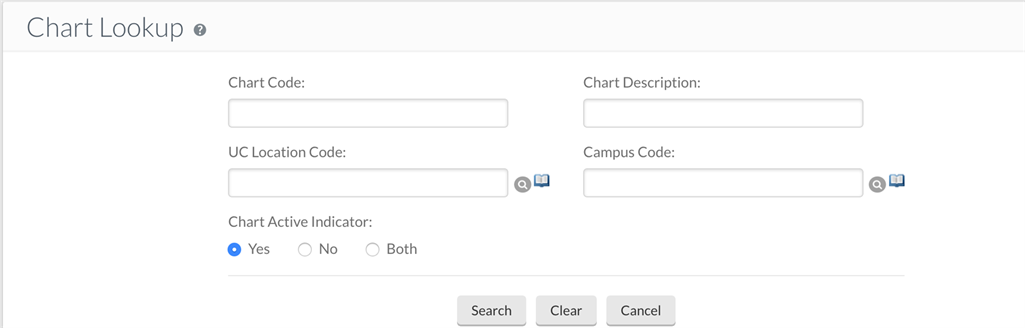 Chart Lookup ?
Chart Code: Chart Description:
UC Location Code: Campus Code:
Chart Active Indicator:
Yes No Both
Search Clear Cancel